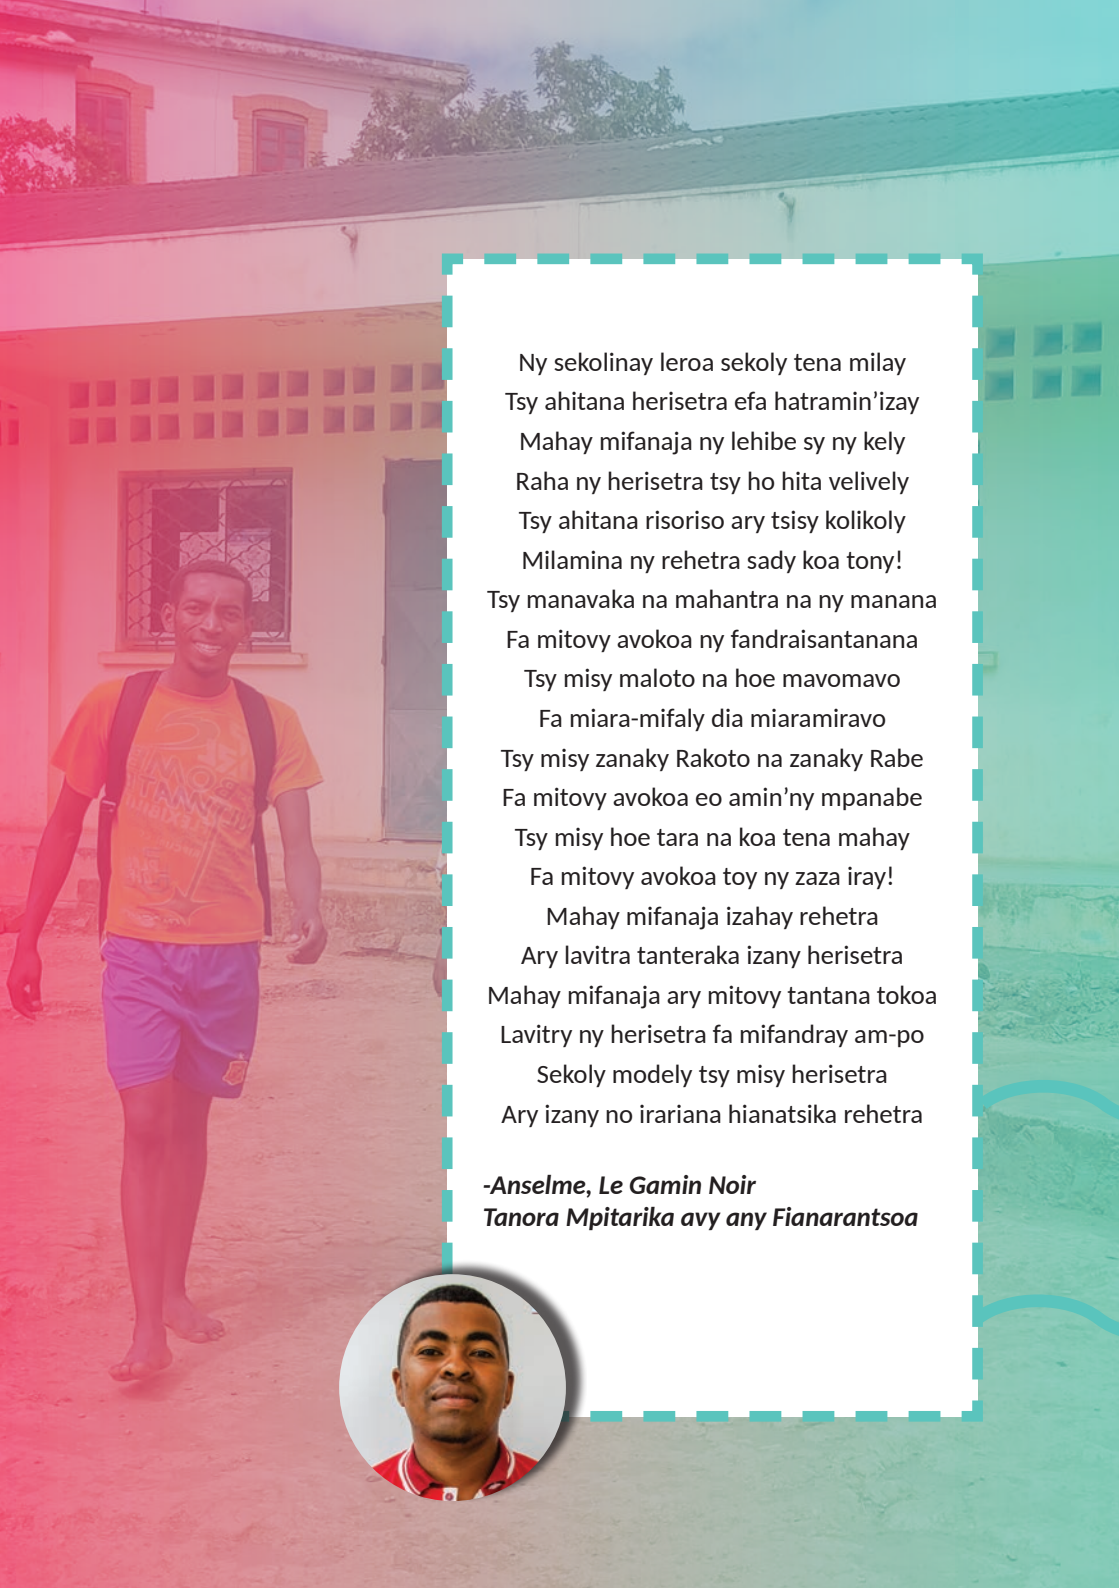 Ny sekolinay leroa sekoly tena milay
Tsy ahitana herisetra efa hatramin’izay
Mahay mifanaja ny lehibe sy ny kely
Raha ny herisetra tsy ho hita velively
Tsy ahitana risoriso ary tsisy kolikoly
Milamina ny rehetra sady koa tony!
Tsy manavaka na mahantra na ny manana
Fa mitovy avokoa ny fandraisantanana
Tsy misy maloto na hoe mavomavo
Fa miara-mifaly dia miaramiravo
Tsy misy zanaky Rakoto na zanaky Rabe
Fa mitovy avokoa eo amin’ny mpanabe
Tsy misy hoe tara na koa tena mahay
Fa mitovy avokoa toy ny zaza iray!
Mahay mifanaja izahay rehetra
Ary lavitra tanteraka izany herisetra
Mahay mifanaja ary mitovy tantana tokoa
Lavitry ny herisetra fa mifandray am-po
Sekoly modely tsy misy herisetra
Ary izany no irariana hianatsika rehetra
-Anselme, Le Gamin Noir
Tanora Mpitarika avy any Fianarantsoa